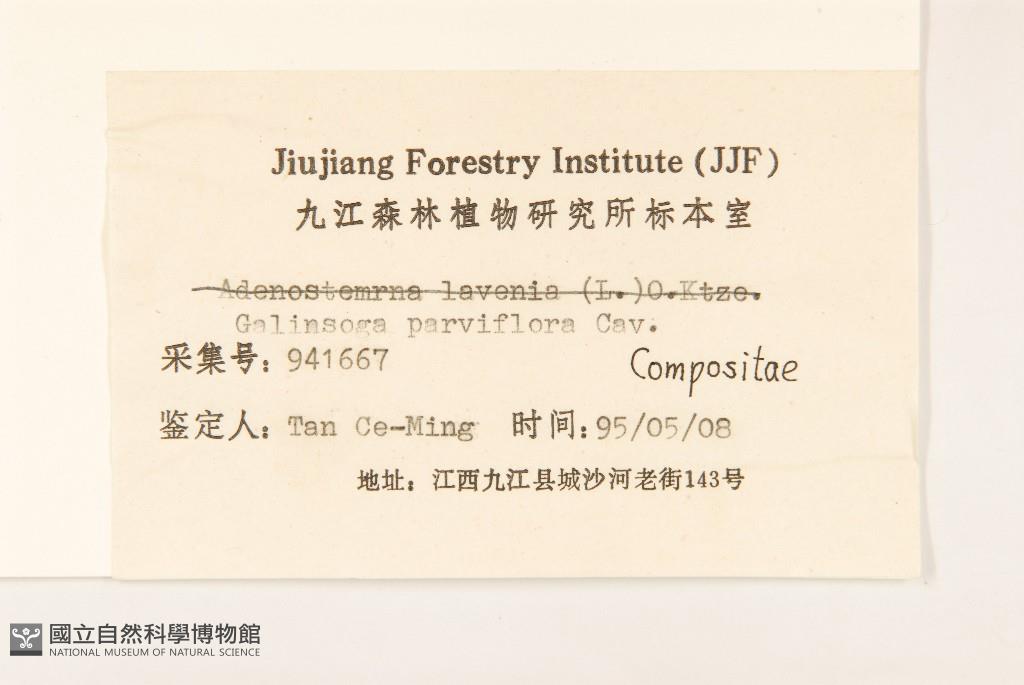 Jiujiang Forestry Institute (JJF)
九江森林植物研究所标本室
Adenostemrna lavenia (L.)O.Ktze.
Galinsoga parviflora Cav.
采集号: 941667
Compositae
鉴定人: Tan Ce-Ming 时间: 95/05/08
地址: 江西九江县城沙河老街143号
國立自然科學博物館
NATIONAL MUSEUM OF NATURAL SCIENCE